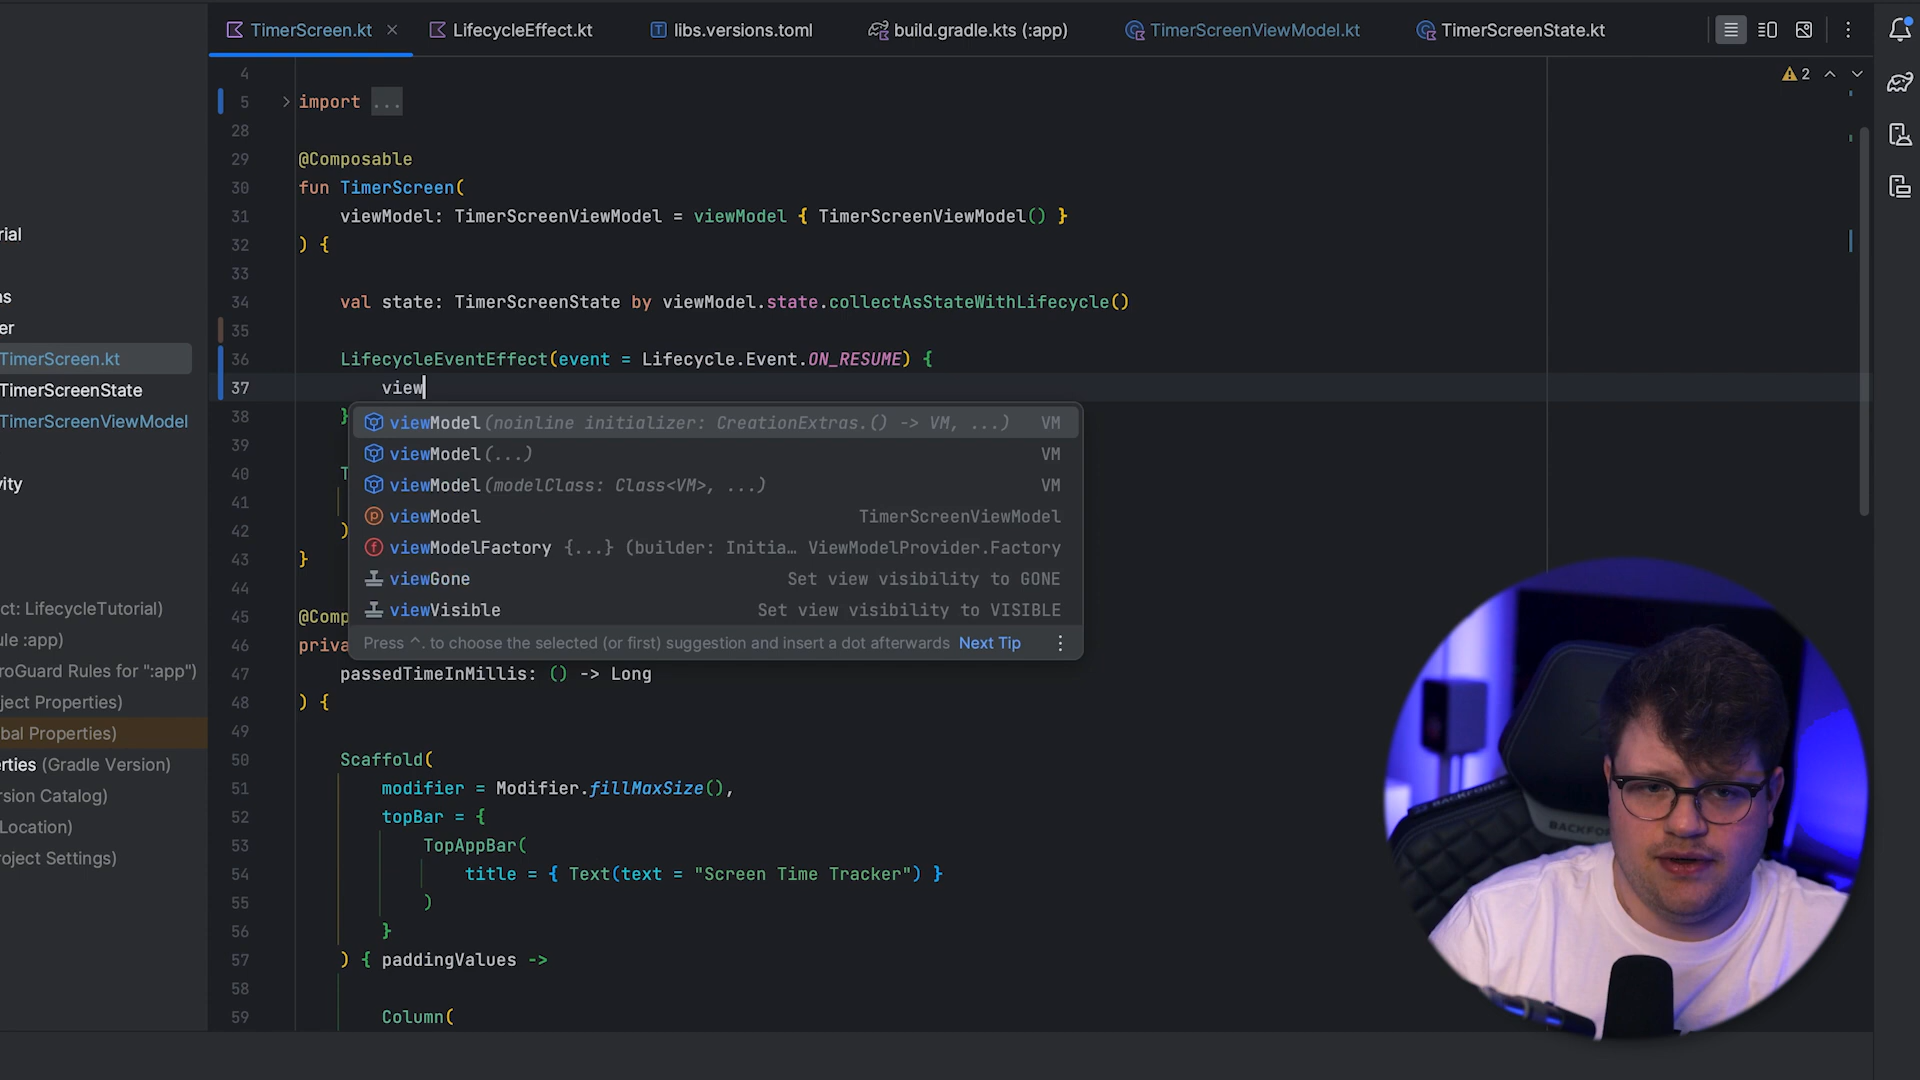 TimerScreen.kt
LifecycleEffect.kt
libs.versions.toml
build.gradle.kts (:app)
TimerScreenViewModel.kt
TimerScreenState.kt
2
4
5 import ...
28
29 @Composable
30 fun TimerScreen(
31 viewModel: TimerScreenViewModel = viewModel { TimerScreenViewModel() }
32 ) {
33
34 val state: TimerScreenState by viewModel.state.collectAsStateWithLifecycle()
35
36 LifecycleEventEffect(event = Lifecycle.Event.ON_RESUME) {
37 view
38 }
39
40 T
41
42 )
43 }
44
45 @Comp
46 priva
47 passedTimeInMillis: () -> Long
48 ) {
49
50 Scaffold(
51 modifier = Modifier.fillMaxSize(),
52 topBar = {
53 TopAppBar(
54 title = { Text(text = "Screen Time Tracker") }
55 )
56 }
57 ) { paddingValues ->
58
59 Column(
viewModel(noinline initializer: CreationExtras.() -> VM, ...) VM
viewModel(...) VM
viewModel(modelClass: Class<VM>, ...) VM
viewModel TimerScreenViewModel
viewModelFactory {...} (builder: Initia... ViewModelProvider.Factory
viewGone Set view visibility to GONE
viewVisible Set view visibility to VISIBLE
Press ^. to choose the selected (or first) suggestion and insert a dot afterwards Next Tip
rial
s
er
TimerScreen.kt
TimerScreenState
TimerScreenViewModel
vity
ct: LifecycleTutorial)
ule :app)
roGuard Rules for ":app")
ject Properties)
bal Properties)
erties (Gradle Version)
rsion Catalog)
Location)
roject Settings)
BACKFOR